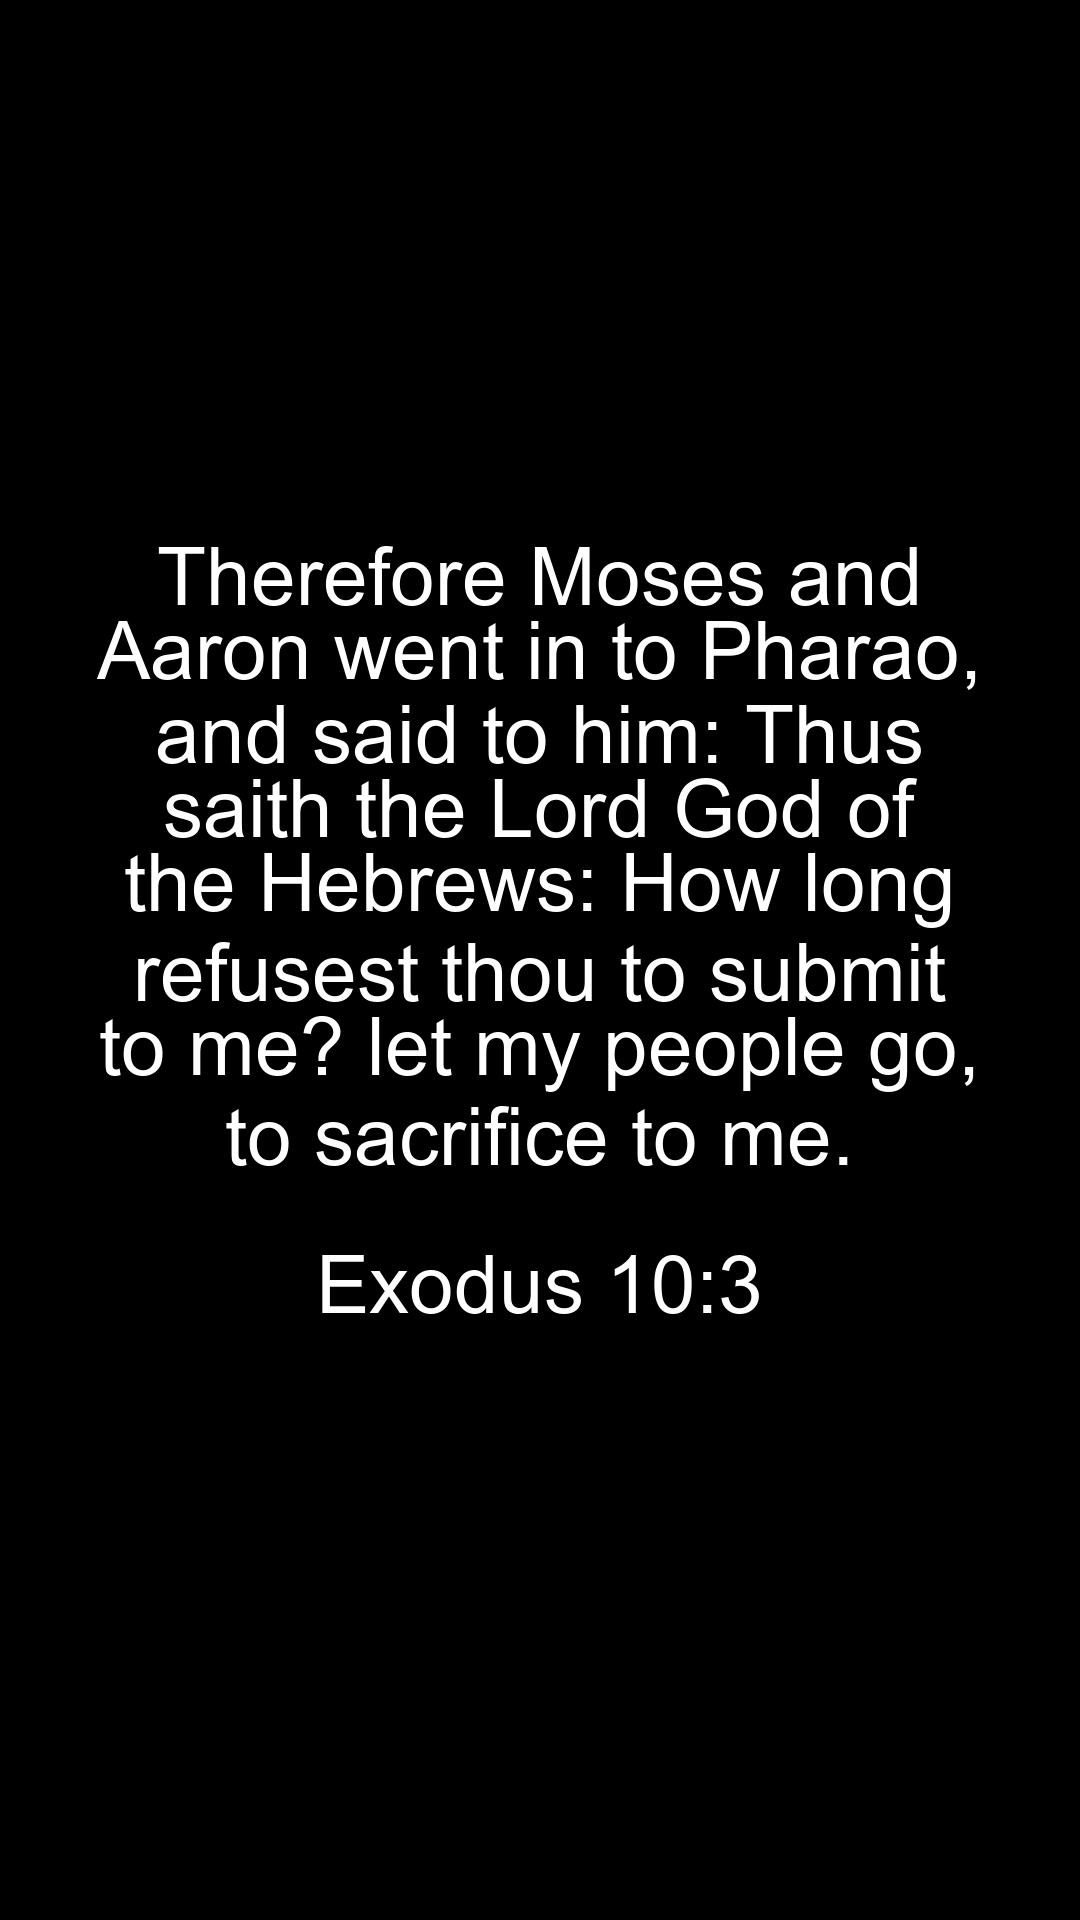 Therefore Moses and
Aaron went in to Pharao,
and said to him: Thus
saith the Lord God of
the Hebrews: How long
refusest thou to submit
to me? let my people go,
to sacrifice to me.
Exodus 10:3